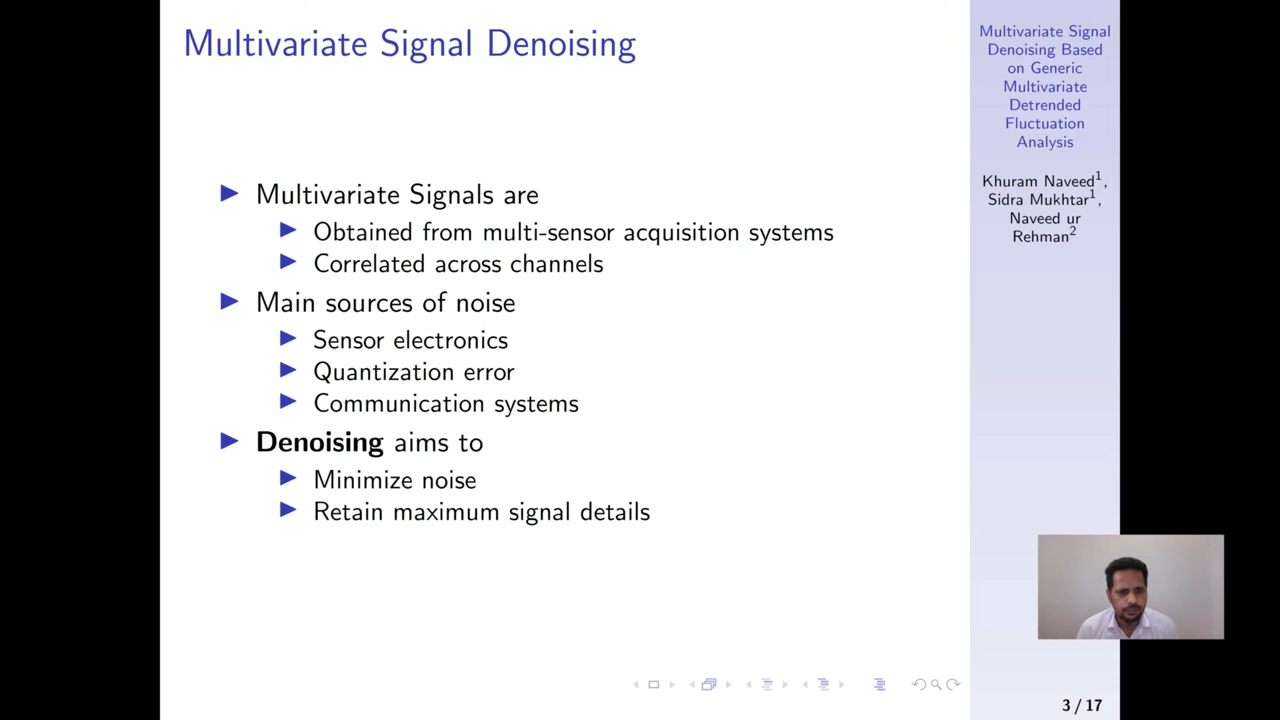 Multivariate Signal Denoising
Multivariate Signals are
Obtained from multi-sensor acquisition systems
Correlated across channels
Main sources of noise
Sensor electronics
Quantization error
Communication systems
Denoising aims to
Minimize noise
Retain maximum signal details
Multivariate Signal
Denoising Based
on Generic
Multivariate
Detrended
Fluctuation
Analysis
Khuram Naveed¹,
Sidra Mukhtar¹,
Naveed ur
Rehman²
3 / 17